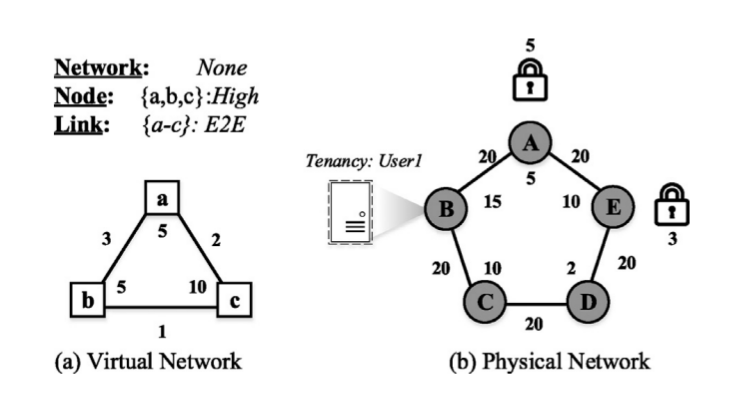 Network: None
Node: {a,b,c}:High
Link: {a-c}: E2E
a
5
3
2
b
5
10
c
1
(a) Virtual Network
5
Tenancy: User1
20
A
20
5
B
15
10
E
3
20
10
2
20
C
D
20
(b) Physical Network